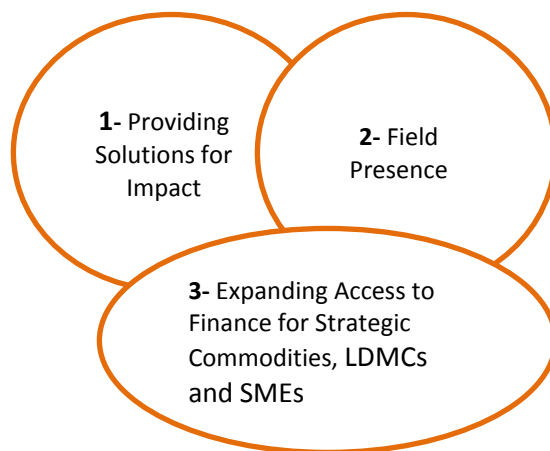 1- Providing
Solutions for
Impact
2- Field
Presence
3- Expanding Access to
Finance for Strategic
Commodities, LDMCs
and SMEs